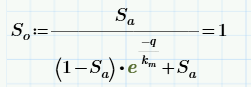 S_o := S_a / ((1 − S_a) · e^(−q / k_m) + S_a) = 1